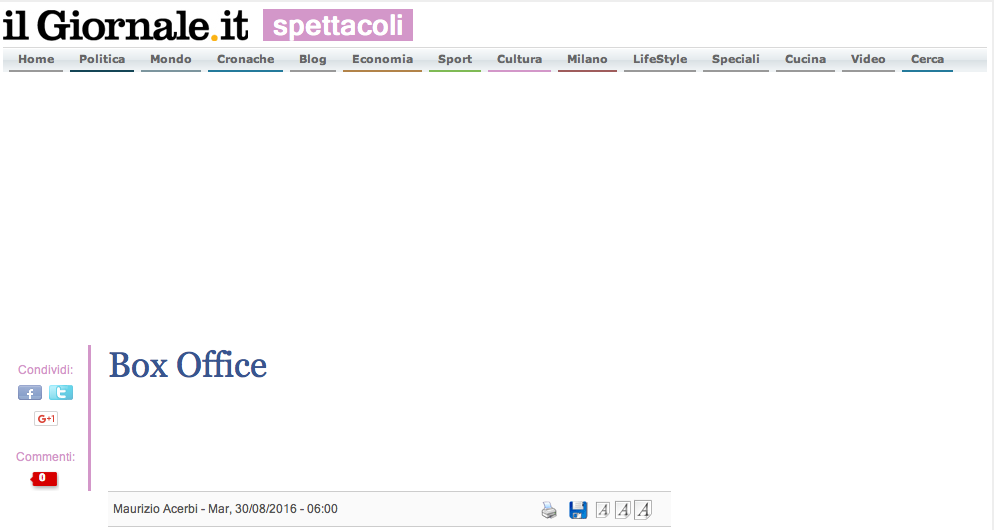 il Giornale.it spettacoli
Home Politica Mondo Cronache Blog Economia Sport Cultura Milano LifeStyle Speciali Cucina Video Cerca
Condividi:
Box Office
f t
G+1
Commenti:
0
Maurizio Acerbi - Mar, 30/08/2016 - 06:00 A A A